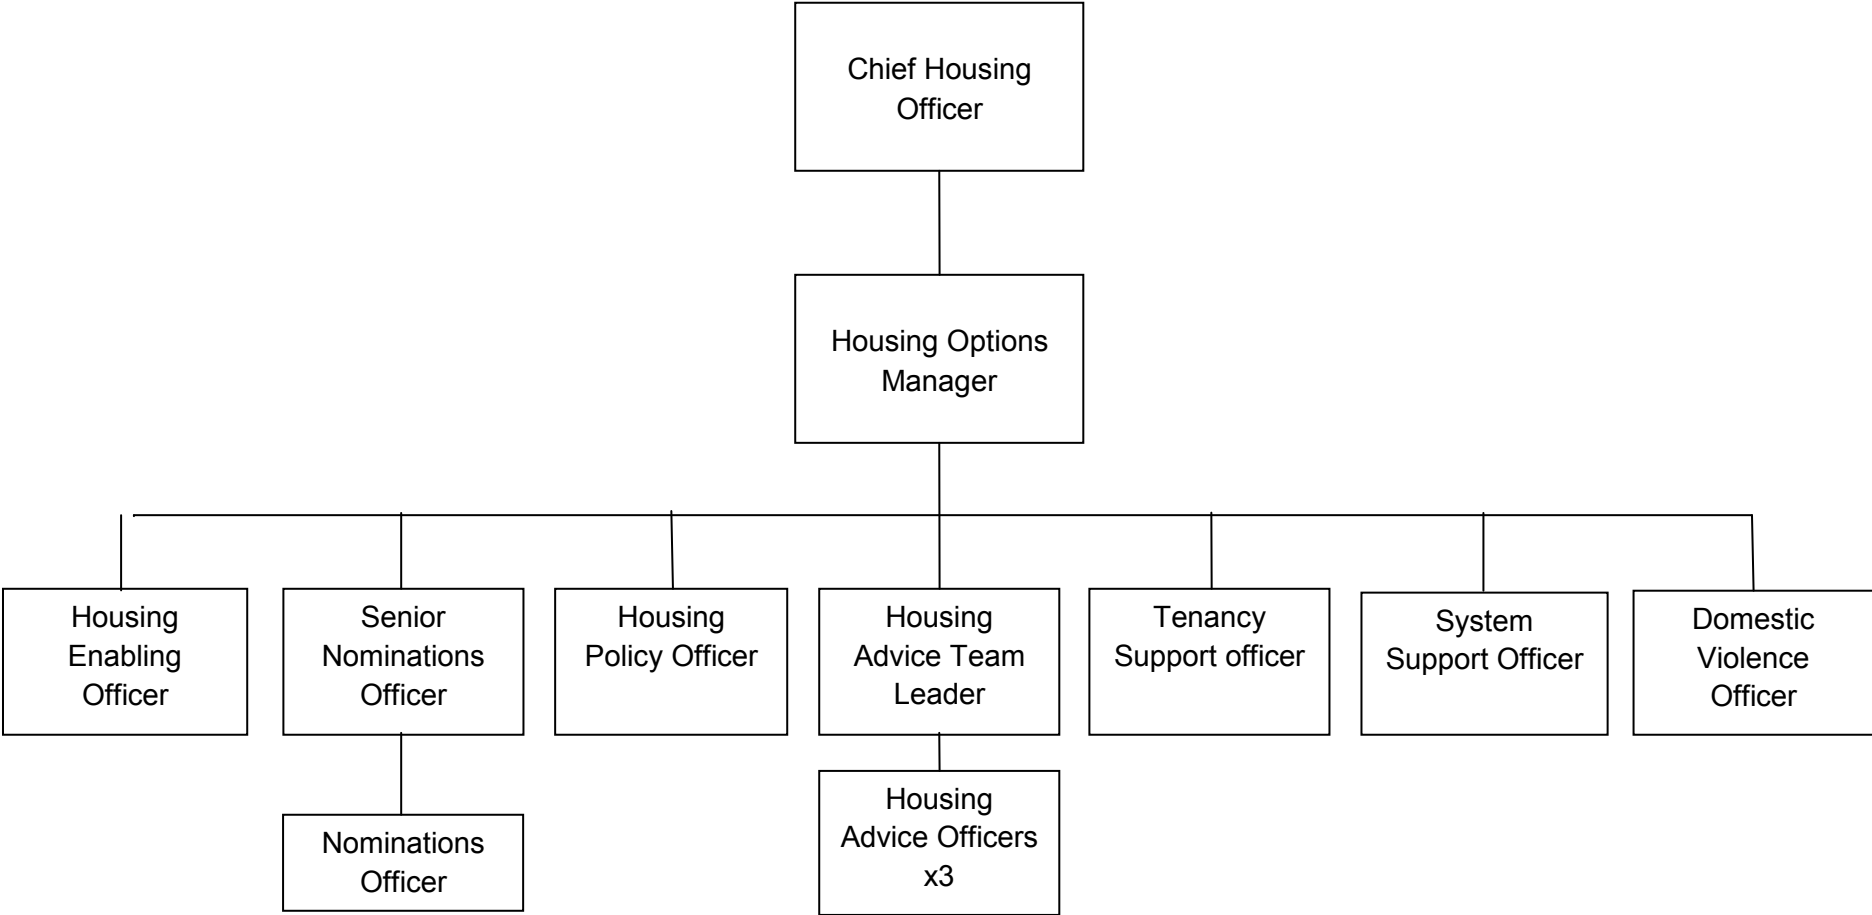 Chief Housing
Officer
Housing Options
Manager
Housing
Enabling
Officer
Senior
Nominations
Officer
Housing
Policy Officer
Housing
Advice Team
Leader
Tenancy
Support officer
System
Support Officer
Domestic
Violence
Officer
Nominations
Officer
Housing
Advice Officers
x3